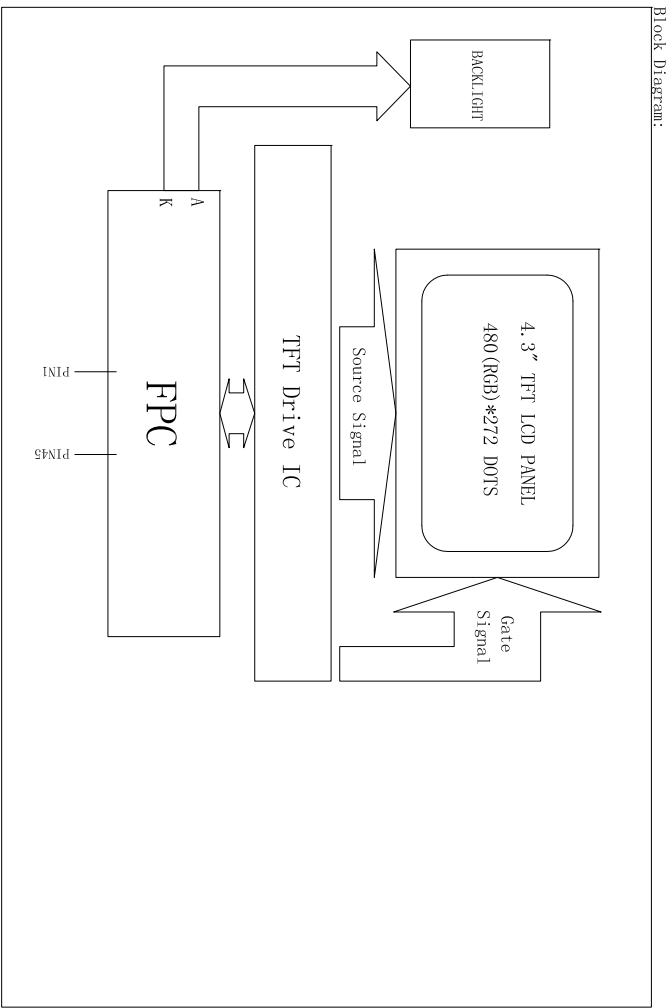 Block Diagram:
4.3" TFT LCD PANEL
480(RGB)*272 DOTS
Gate
Signal
BACKLIGHT
Source Signal
TFT Drive IC
A
K
FPC
PIN1
PIN45